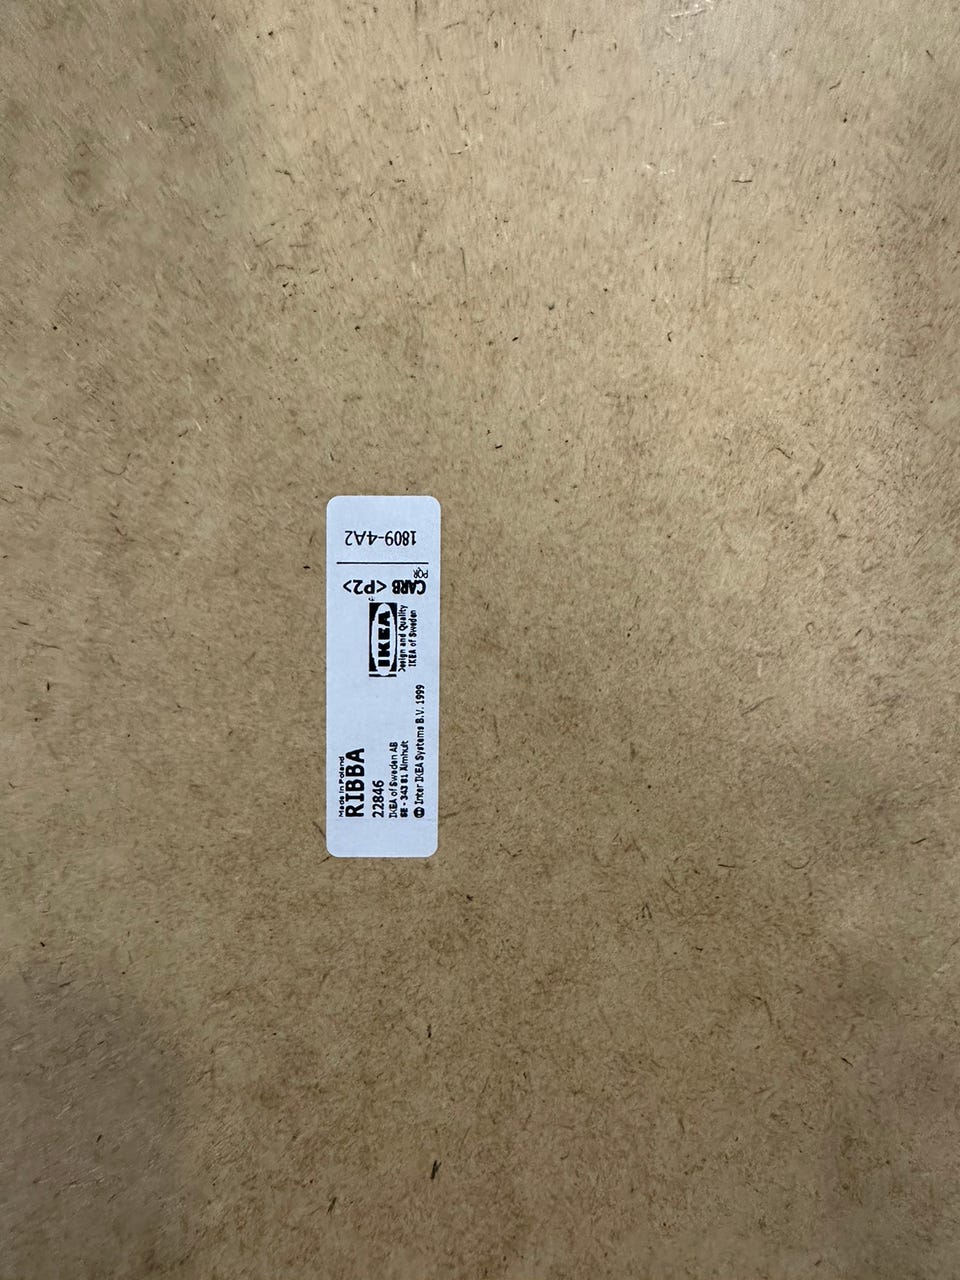 1809-4A2
CARB <P2>
IKEA
Design and Quality
IKEA of Sweden
Made in Poland
RIBBA
22846
IKEA of Sweden AB
SE - 343 81 Älmhult
© Inter IKEA Systems B.V. 1999